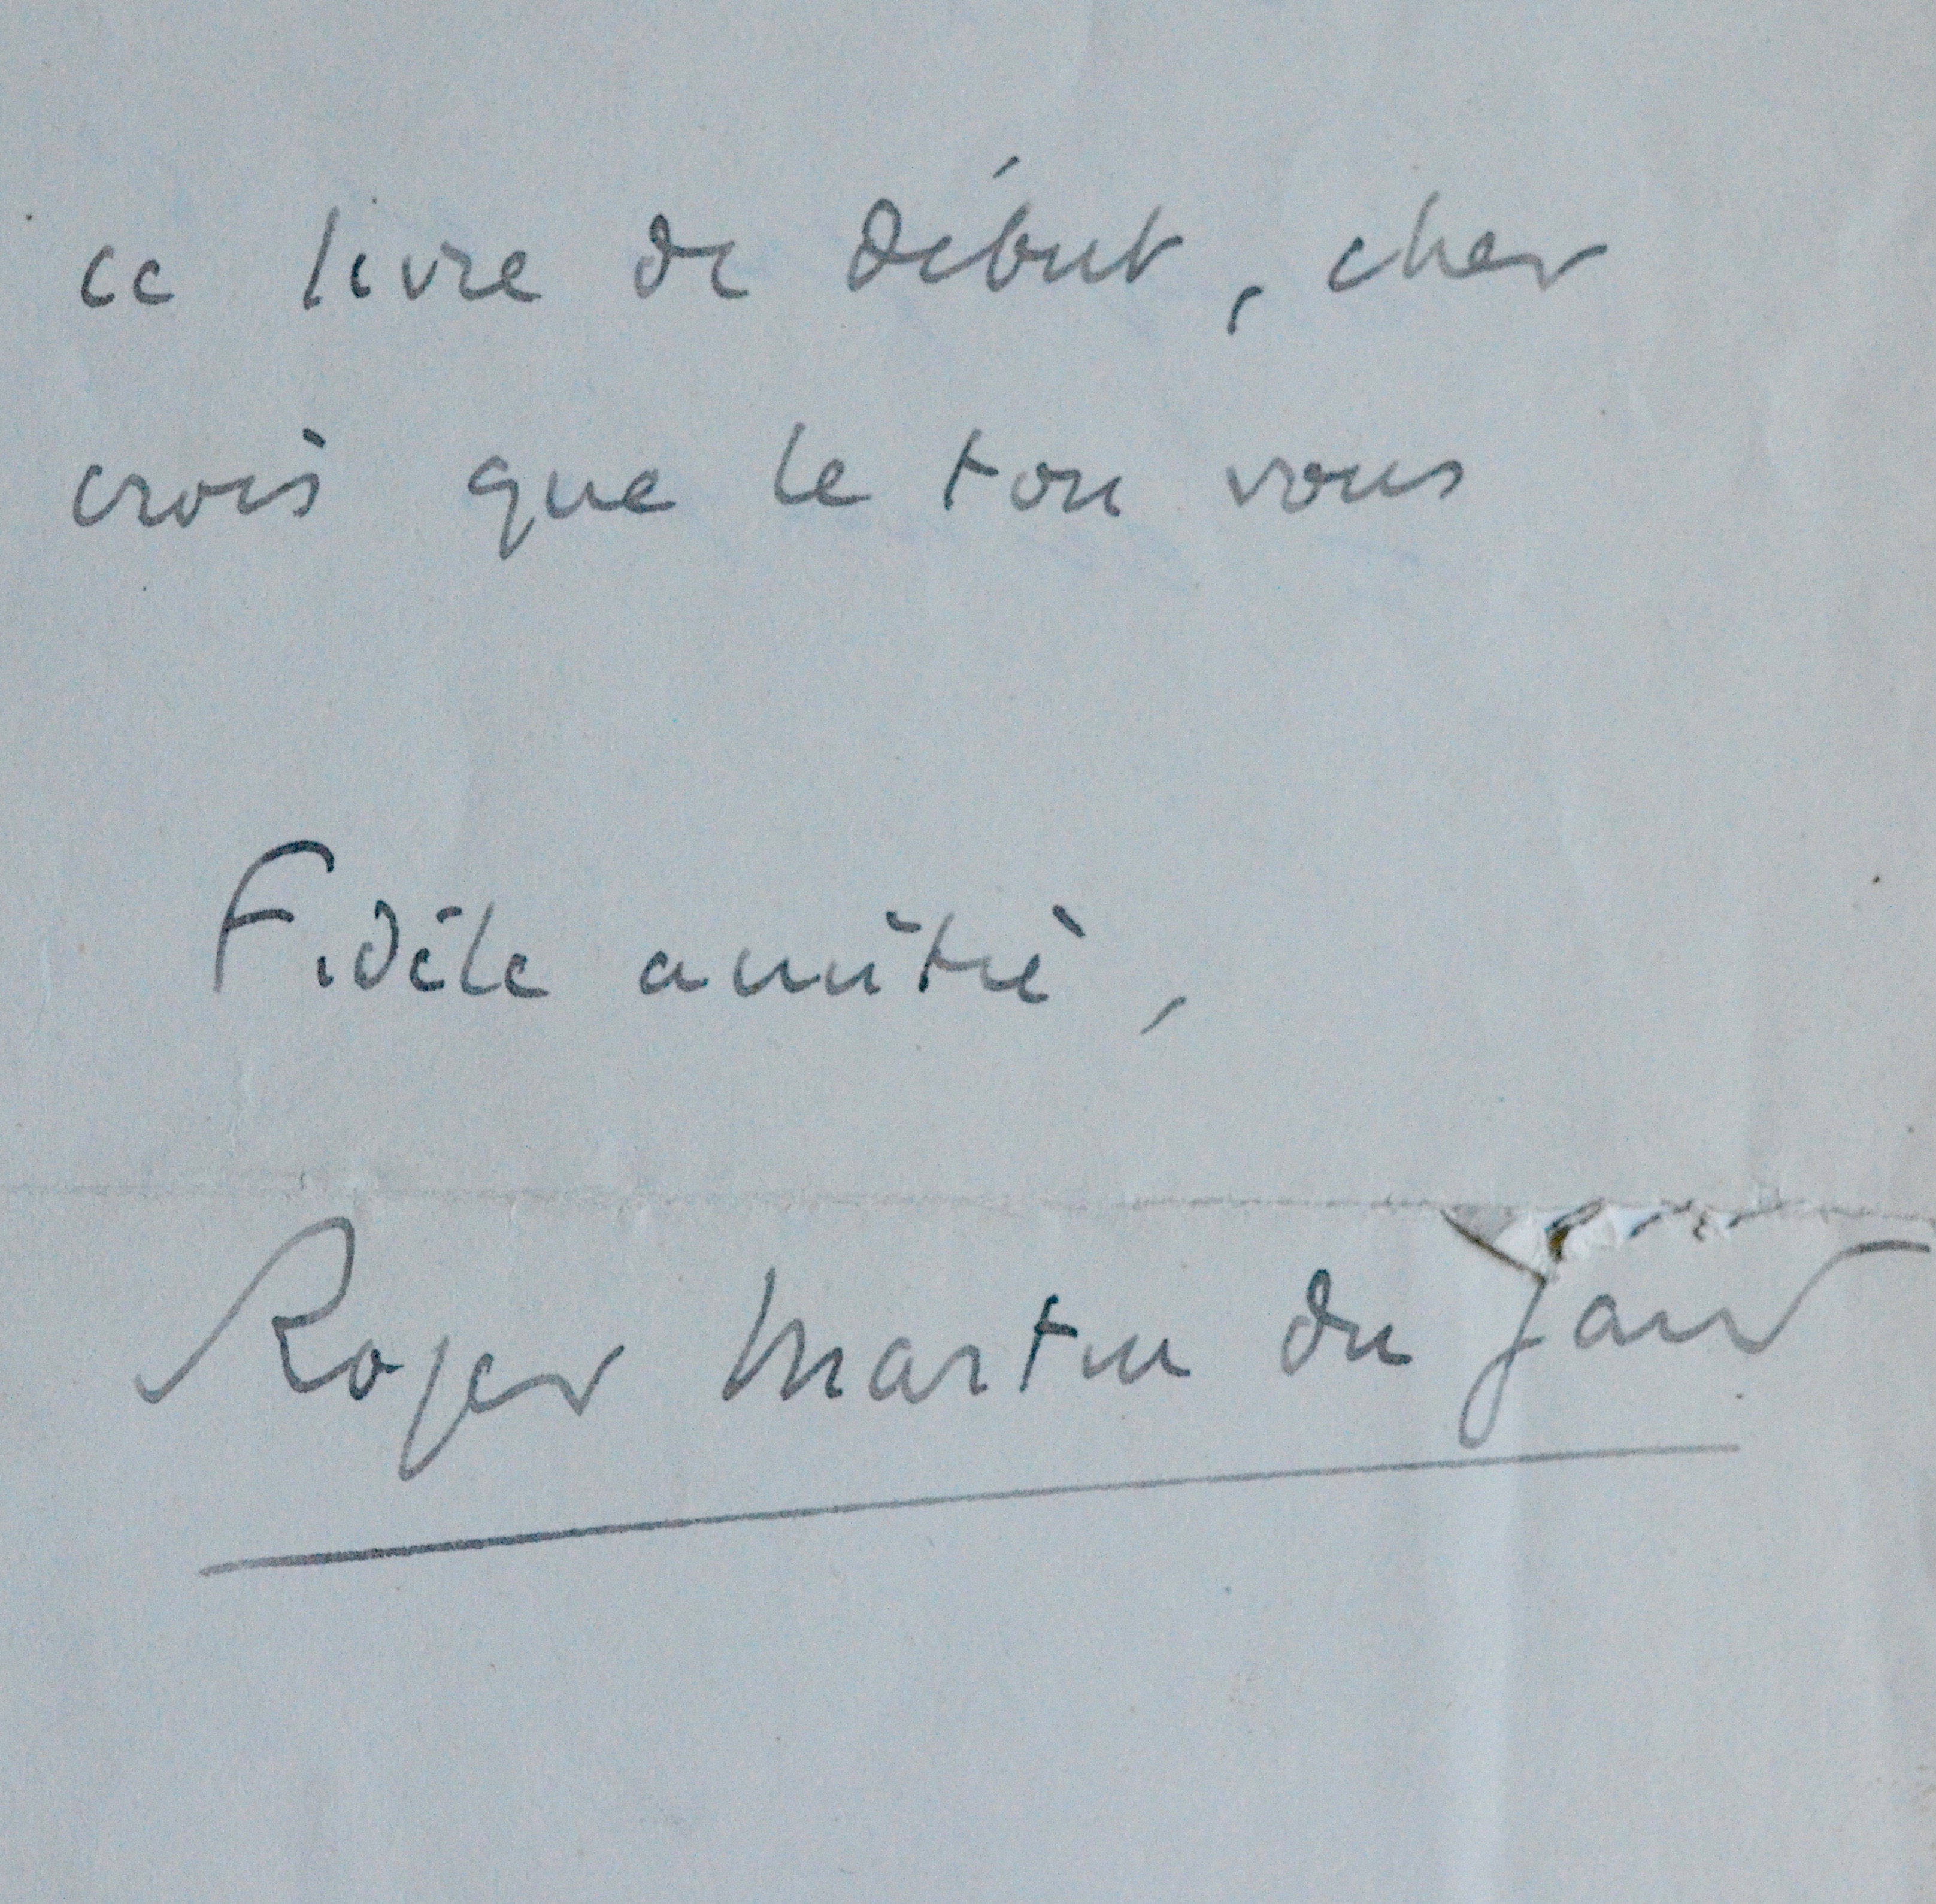 ce livre de début, cher
crois que le ton vous
Fidèle amitié,
Roger Martin du Gard